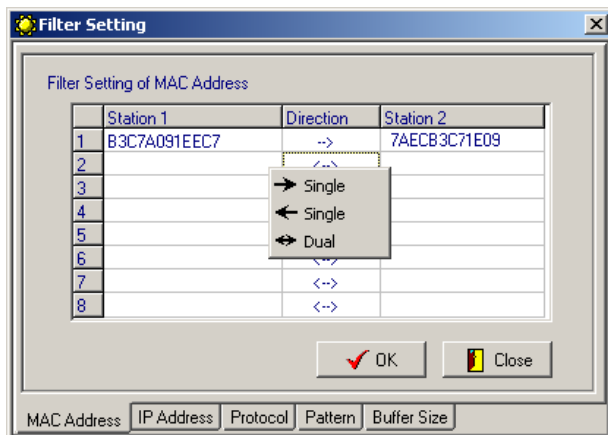 Filter Setting
Filter Setting of MAC Address
Station 1 Direction Station 2
1 B3C7A091EEC7 --> 7AECB3C71E09
2 <-->
3 Single
4 Single
5 Dual
6 <-->
7 <-->
8 <-->
OK Close
MAC Address IP Address Protocol Pattern Buffer Size